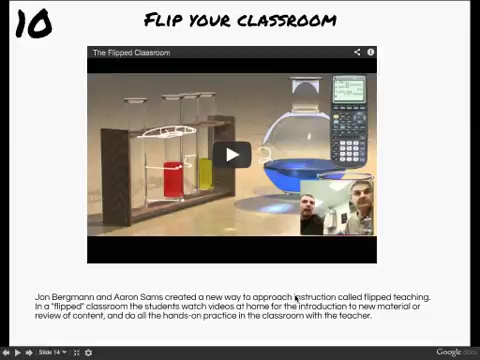 10
FLIP YOUR CLASSROOM
The Flipped Classroom
Jon Bergmann and Aaron Sams created a new way to approach instruction called flipped teaching.
In a "flipped" classroom the students watch videos at home for the introduction to new material or
review of content, and do all the hands-on practice in the classroom with the teacher.
Slide 14
Google